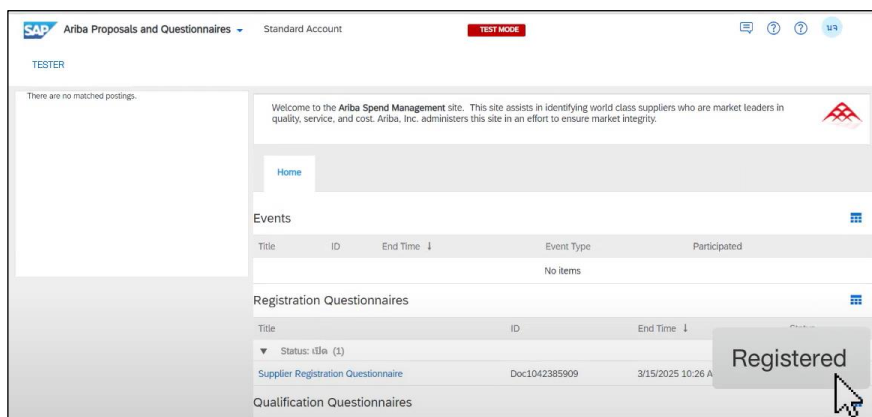 SAP Ariba Proposals and Questionnaires Standard Account TEST MODE ? ? นจ
TESTER
There are no matched postings.
Welcome to the Ariba Spend Management site. This site assists in identifying world class suppliers who are market leaders in
quality, service, and cost. Ariba, Inc. administers this site in an effort to ensure market integrity.
Home
Events
Title ID End Time ↓ Event Type Participated
No items
Registration Questionnaires
Title ID End Time ↓
Status: เปิด (1)
Supplier Registration Questionnaire Doc1042385909 3/15/2025 10:26 A
Registered
Qualification Questionnaires